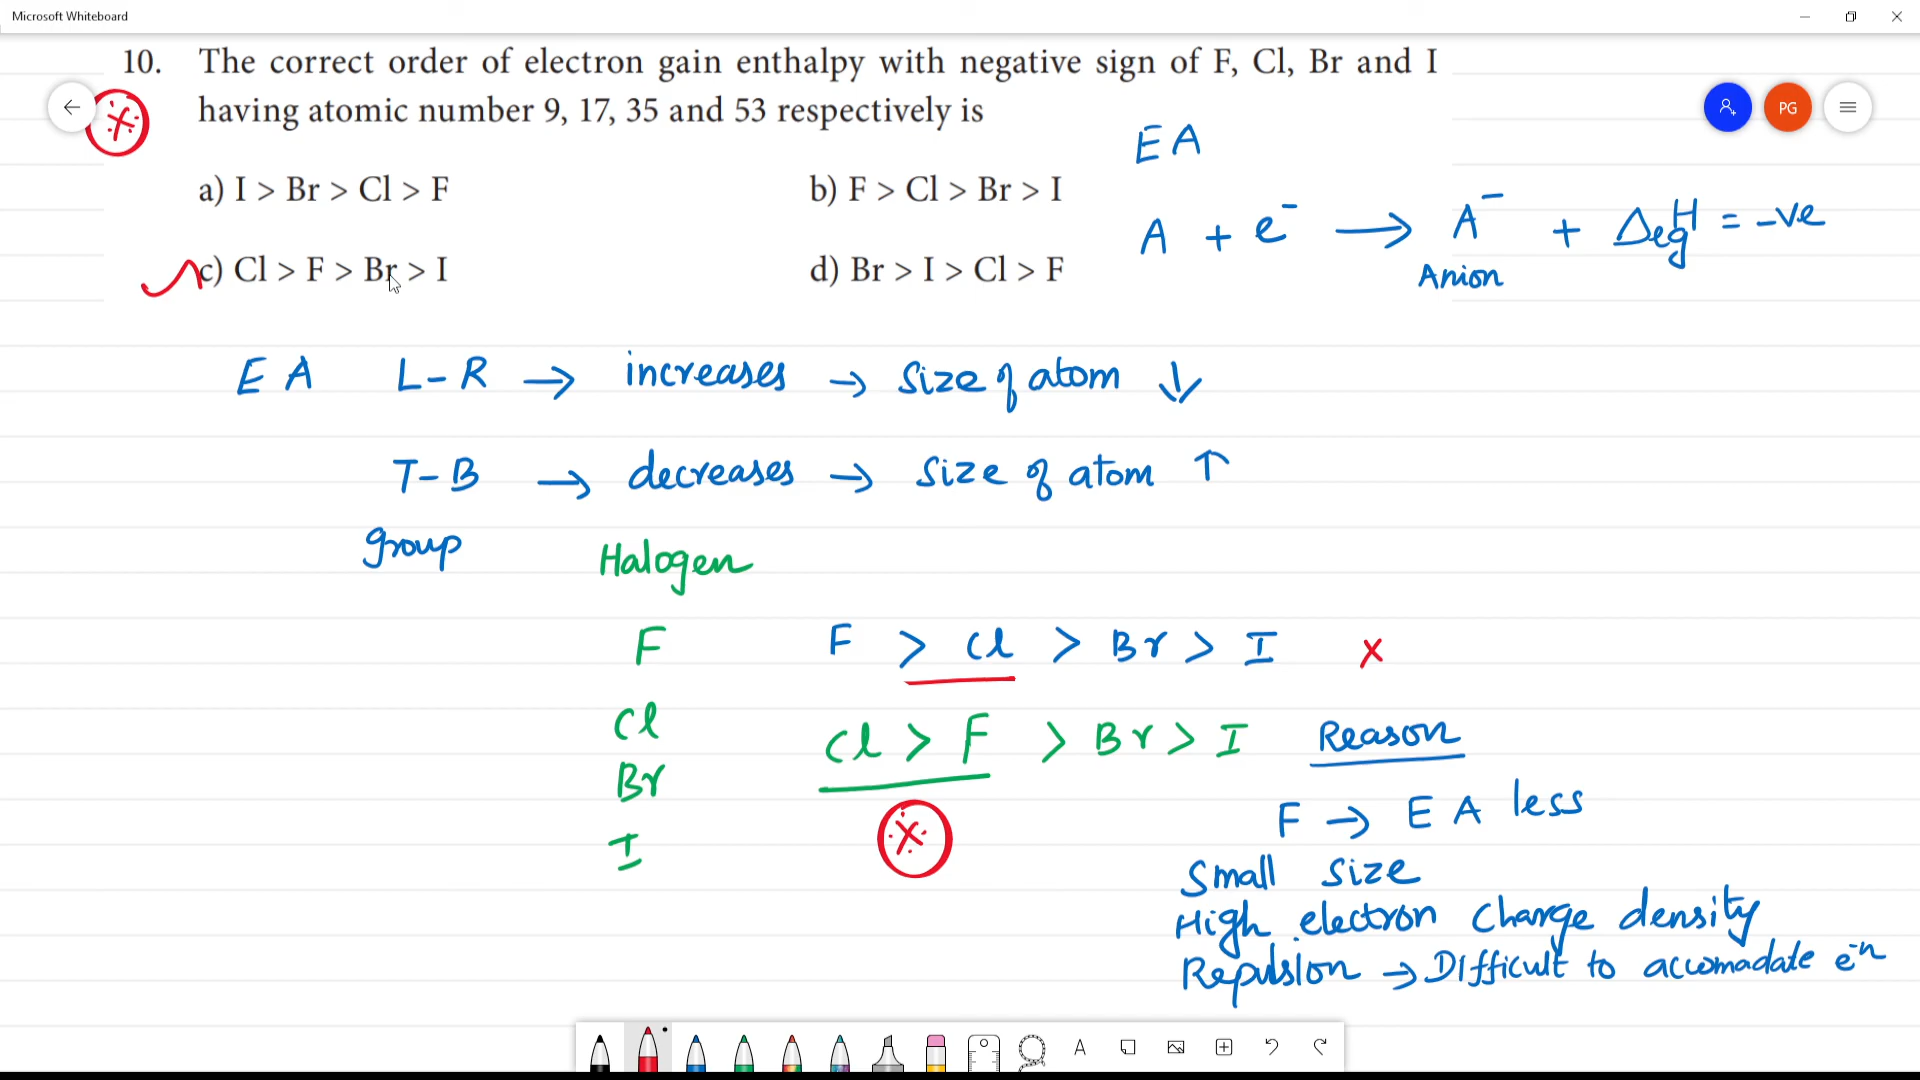 Microsoft Whiteboard
10. The correct order of electron gain enthalpy with negative sign of F, Cl, Br and I
having atomic number 9, 17, 35 and 53 respectively is
PG
EA
a) I > Br > Cl > F
b) F > Cl > Br > I
A + e⁻ → A⁻ + ΔegH = -ve
Anion
c) Cl > F > Br > I
d) Br > I > Cl > F
EA L-R → increases → Size of atom ↓
T-B → decreases → Size of atom ↑
group
Halogen
F
F > Cl > Br > I x
Cl
Cl > F > Br > I
Reason
Br
I
F → EA less
Small Size
High electron charge density
Repulsion → Difficult to accomadate e⁻n
A